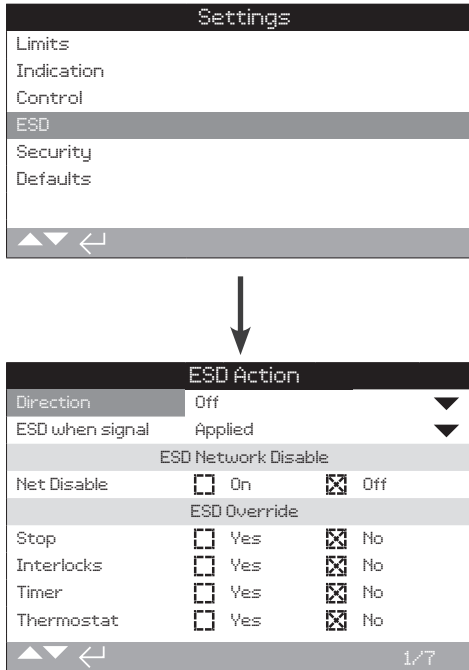 Settings
Limits
Indication
Control
ESD
Security
Defaults
ESD Action
Direction Off
ESD when signal Applied
ESD Network Disable
Net Disable On Off
ESD Override
Stop Yes No
Interlocks Yes No
Timer Yes No
Thermostat Yes No
1/7